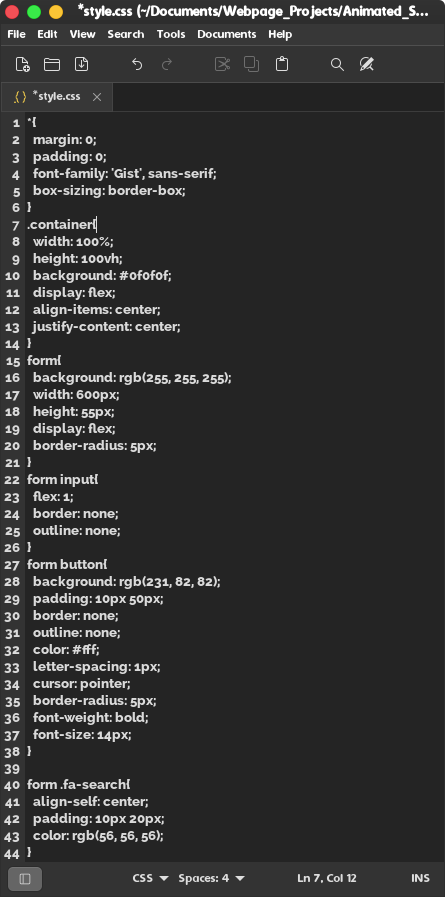 *style.css (~/Documents/Webpage_Projects/Animated_S...
File Edit View Search Tools Documents Help
*style.css
1 *{
2   margin: 0;
3   padding: 0;
4   font-family: 'Gist', sans-serif;
5   box-sizing: border-box;
6 }
7 .container{
8   width: 100%;
9   height: 100vh;
10   background: #0f0f0f;
11   display: flex;
12   align-items: center;
13   justify-content: center;
14 }
15 form{
16   background: rgb(255, 255, 255);
17   width: 600px;
18   height: 55px;
19   display: flex;
20   border-radius: 5px;
21 }
22 form input{
23   flex: 1;
24   border: none;
25   outline: none;
26 }
27 form button{
28   background: rgb(231, 82, 82);
29   padding: 10px 50px;
30   border: none;
31   outline: none;
32   color: #fff;
33   letter-spacing: 1px;
34   cursor: pointer;
35   border-radius: 5px;
36   font-weight: bold;
37   font-size: 14px;
38 }
39
40 form .fa-search{
41   align-self: center;
42   padding: 10px 20px;
43   color: rgb(56, 56, 56);
44 }
CSS Spaces: 4 Ln 7, Col 12 INS